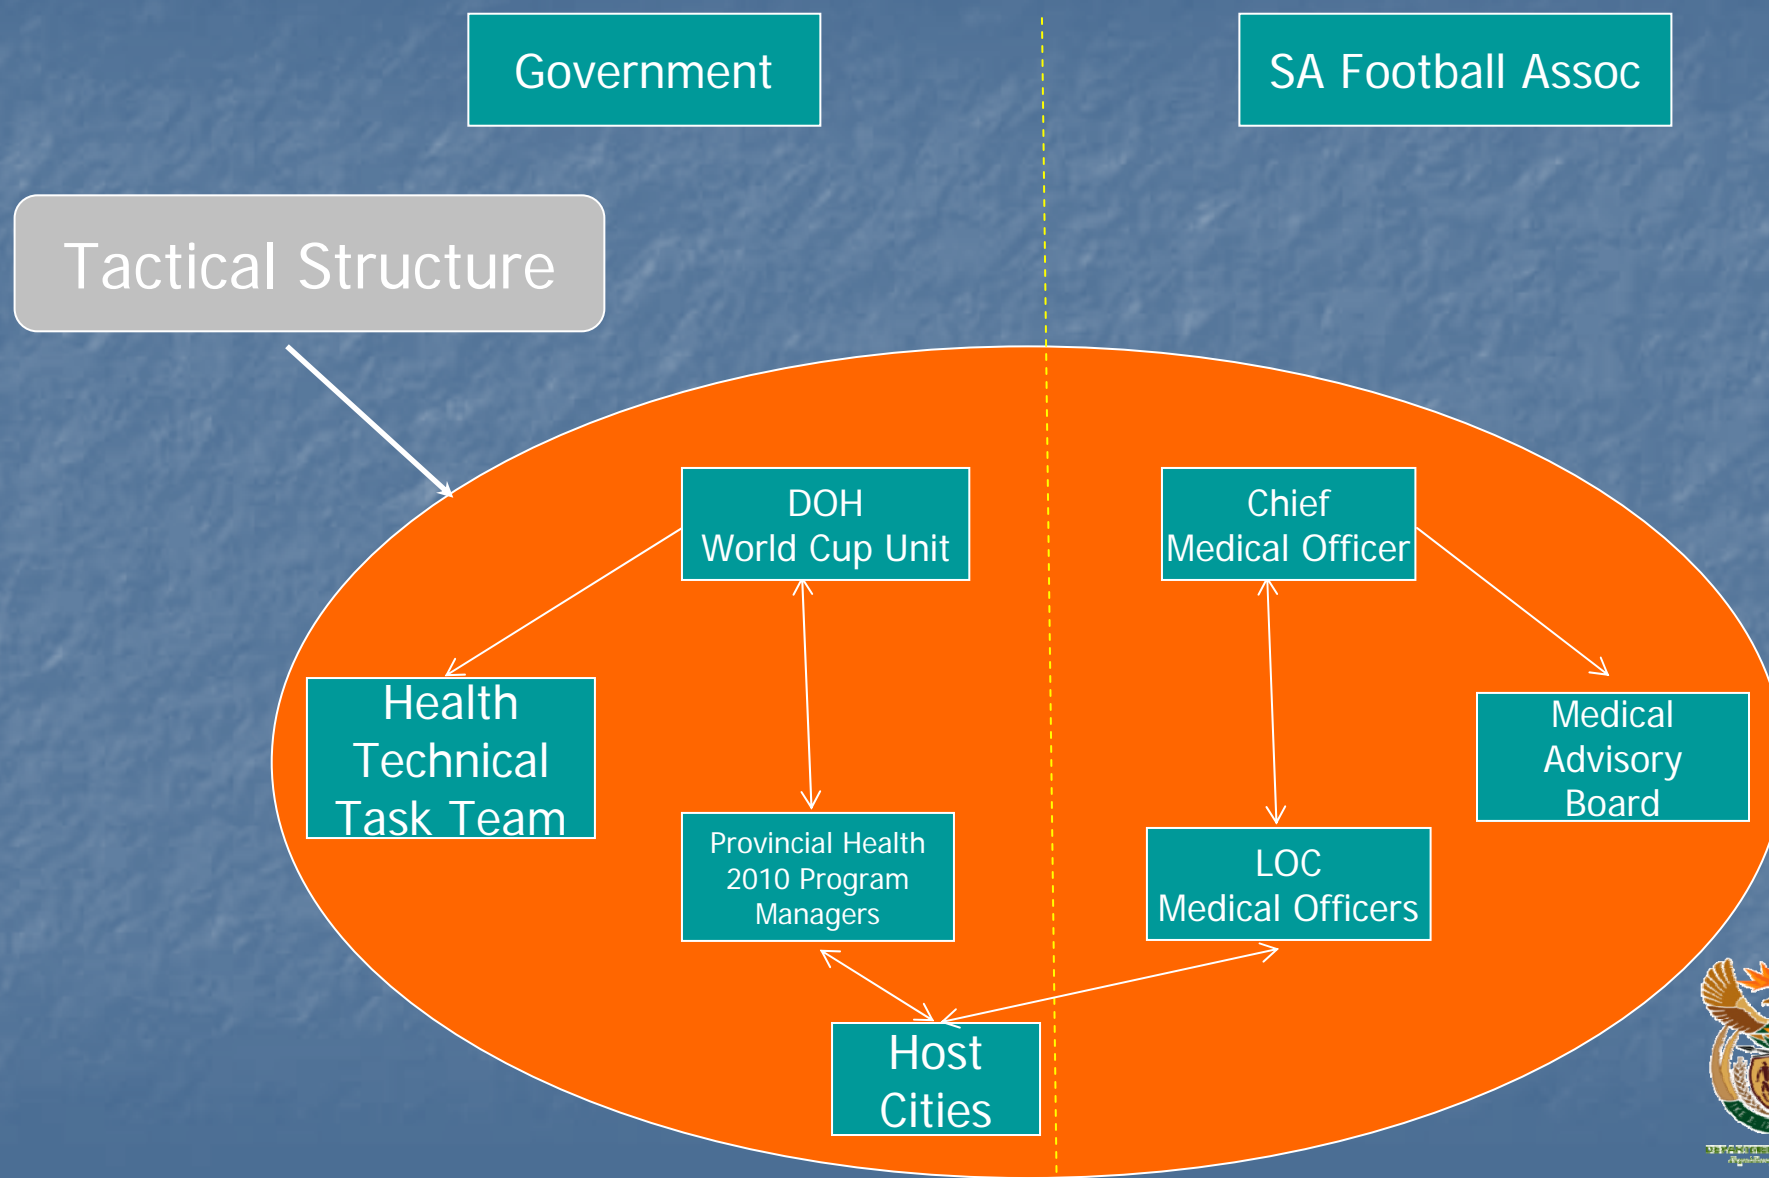 Government
SA Football Assoc
Tactical Structure
DOH
World Cup Unit
Chief
Medical Officer
Health
Technical
Task Team
Medical
Advisory
Board
Provincial Health
2010 Program
Managers
LOC
Medical Officers
Host
Cities